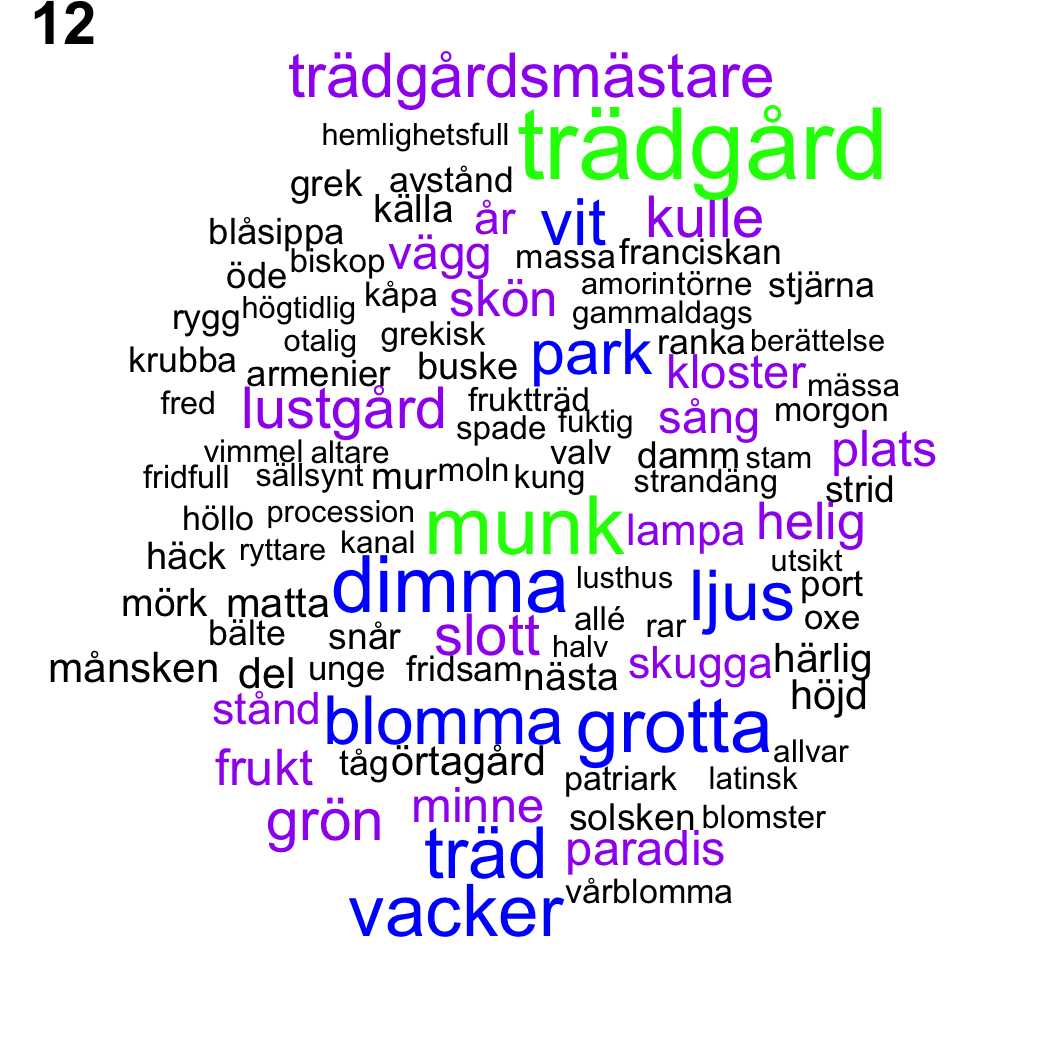 12
trädgårdsmästare
hemlighetsfull trädgård
grek avstånd
källa år vit kulle
blåsippa vägg massa franciskan
öde biskop amorin törne stjärna
rygg högtidlig kåpa skön gammaldags
otalig grekisk park ranka berättelse
krubba armenier buske kloster mässa
fred lustgård fruktträd sång morgon
spade fuktig
vimmel altare valv damm stam plats
fridfull sällsynt mur moln kung strandäng strid
höllo procession munk lampa helig
häck ryttare kanal utsikt
mörk matta dimma lusthus ljus port
bälte snår slott allé rar oxe
halv
månsken del unge fridsam nästa skugga härlig
stånd blomma grotta höjd
frukt tåg örtagård patriark latinsk allvar
grön minne solsken blomster
träd paradis
vacker vårblomma